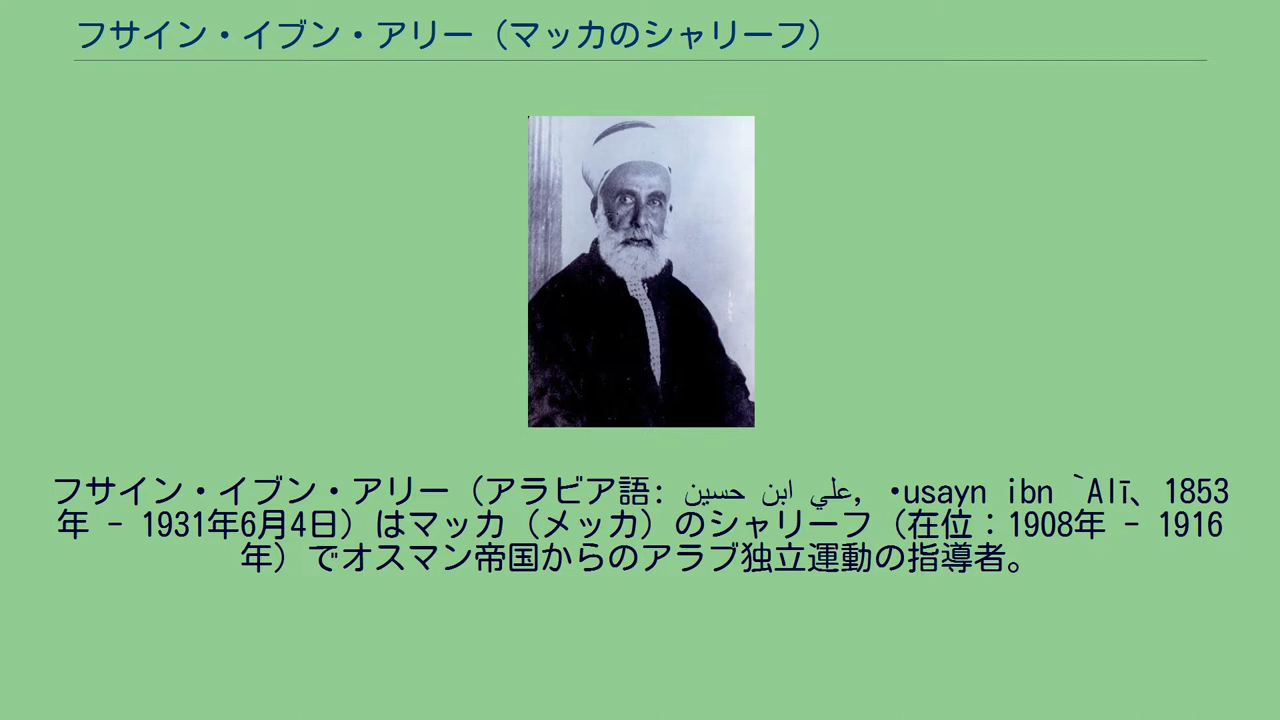 フサイン・イブン・アリー（マッカのシャリーフ）
フサイン・イブン・アリー（アラビア語: علي ابن حسين, •usayn ibn `Alī、1853
年 - 1931年6月4日）はマッカ（メッカ）のシャリーフ（在位：1908年 - 1916
年）でオスマン帝国からのアラブ独立運動の指導者。